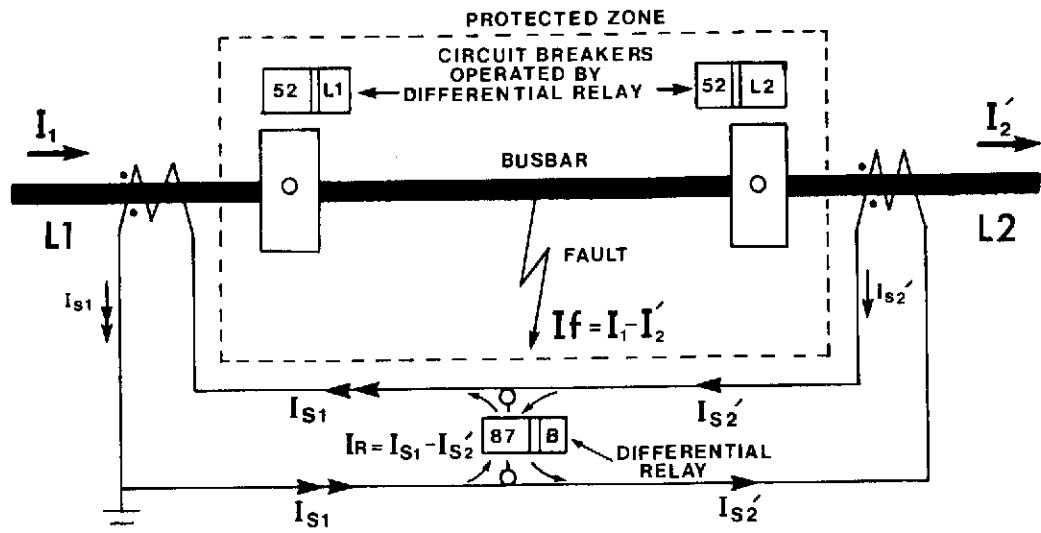 PROTECTED ZONE
CIRCUIT BREAKERS
OPERATED BY
DIFFERENTIAL RELAY
52 L1
52 L2
I₁
I₂′
BUSBAR
L1
L2
FAULT
Iₛ₁
Iₛ₂′
If = I₁-I₂′
Iₛ₁
Iₛ₂′
I_R = Iₛ₁-Iₛ₂′
87 B
DIFFERENTIAL
RELAY
Iₛ₁
Iₛ₂′